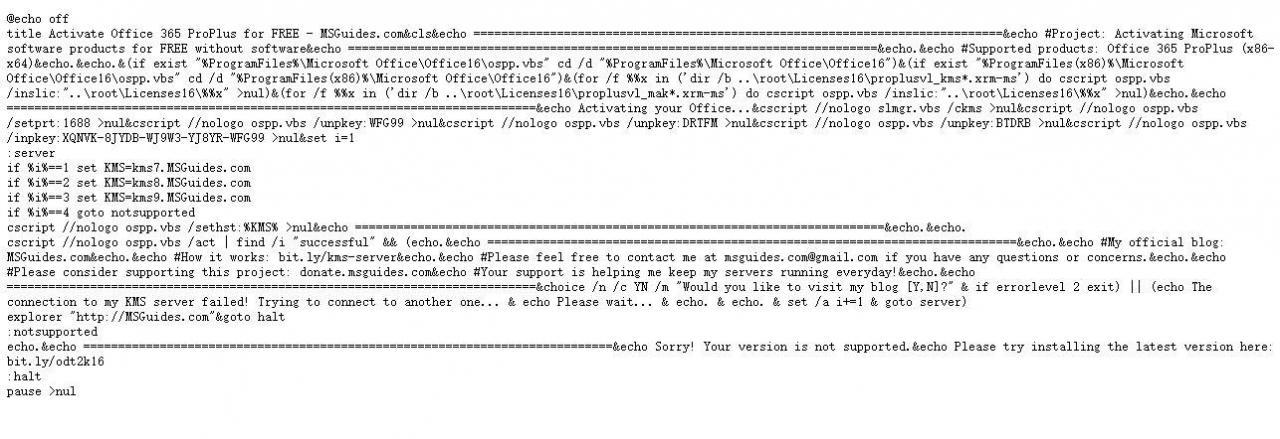 @echo off
title Activate Office 365 ProPlus for FREE - MSGuides.com&cls&echo =====================================================================================&echo #Project: Activating Microsoft
software products for FREE without software&echo =====================================================================================&echo.&echo #Supported products: Office 365 ProPlus (x86-
x64)&echo.&echo.&(if exist "%ProgramFiles%\Microsoft Office\Office16\ospp.vbs" cd /d "%ProgramFiles%\Microsoft Office\Office16")&(if exist "%ProgramFiles(x86)%\Microsoft
Office\Office16\ospp.vbs" cd /d "%ProgramFiles(x86)%\Microsoft Office\Office16")&(for /f %%x in ('dir /b ..\root\Licenses16\proplusvl_kms*.xrm-ms') do cscript ospp.vbs
/inslic:"..\root\Licenses16\%%x" >nul)&(for /f %%x in ('dir /b ..\root\Licenses16\proplusvl_mak*.xrm-ms') do cscript ospp.vbs /inslic:"..\root\Licenses16\%%x" >nul)&echo.&echo
=====================================================================================&echo Activating your Office...&cscript //nologo slmgr.vbs /ckms >nul&cscript //nologo ospp.vbs
/setprt:1688 >nul&cscript //nologo ospp.vbs /unpkey:WFG99 >nul&cscript //nologo ospp.vbs /unpkey:DRTFM >nul&cscript //nologo ospp.vbs /unpkey:BTDRB >nul&cscript //nologo ospp.vbs
/inpkey:XQNVK-8JYDB-WJ9W3-YJ8YR-WFG99 >nul&set i=1
:server
if %i%==1 set KMS=kms7.MSGuides.com
if %i%==2 set KMS=kms8.MSGuides.com
if %i%==3 set KMS=kms9.MSGuides.com
if %i%==4 goto notsupported
cscript //nologo ospp.vbs /sethst:%KMS% >nul&echo =====================================================================================&echo.&echo.
cscript //nologo ospp.vbs /act | find /i "successful" && (echo.&echo =====================================================================================&echo.&echo #My official blog:
MSGuides.com&echo.&echo #How it works: bit.ly/kms-server&echo.&echo #Please feel free to contact me at msguides.com@gmail.com if you have any questions or concerns.&echo.&echo
#Please consider supporting this project: donate.msguides.com&echo #Your support is helping me keep my servers running everyday!&echo.&echo
=====================================================================================&choice /n /c YN /m "Would you like to visit my blog [Y,N]?" & if errorlevel 2 exit) || (echo The
connection to my KMS server failed! Trying to connect to another one... & echo Please wait... & echo. & echo. & set /a i+=1 & goto server)
explorer "http://MSGuides.com"&goto halt
:notsupported
echo.&echo =====================================================================================&echo Sorry! Your version is not supported.&echo Please try installing the latest version here:
bit.ly/odt2k16
:halt
pause >nul